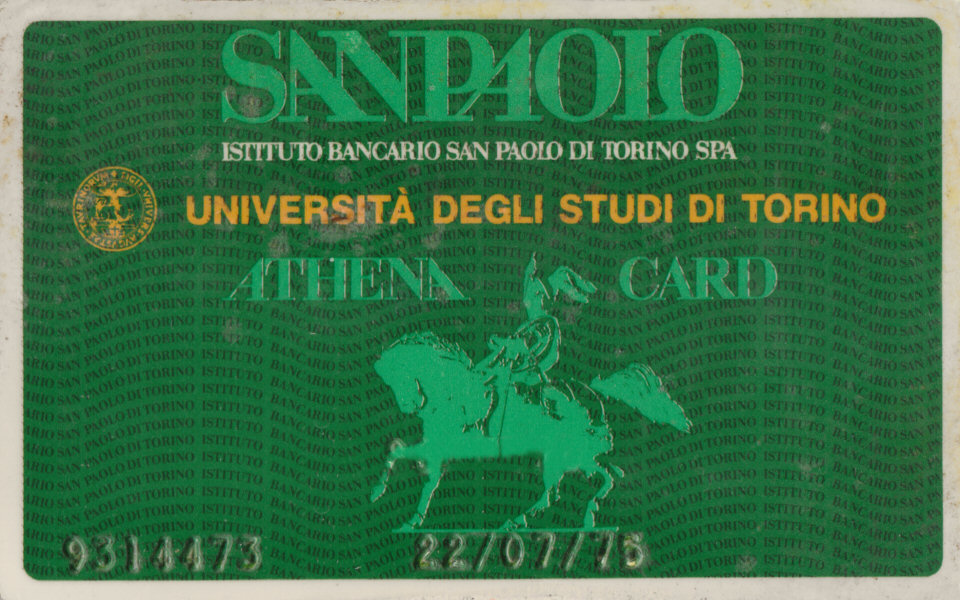 SANPAOLO
ISTITUTO BANCARIO SAN PAOLO DI TORINO SPA
UNIVERSITÀ DEGLI STUDI DI TORINO
ATHENA CARD
9314473 22/07/75